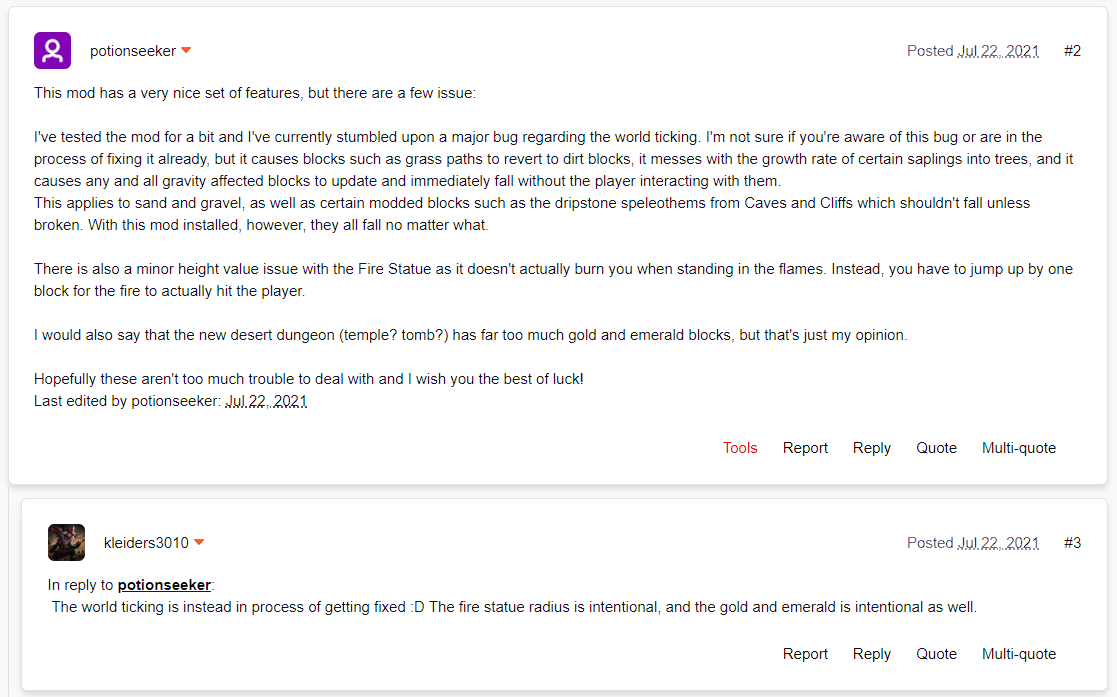 potionseeker
Posted Jul 22, 2021 #2
This mod has a very nice set of features, but there are a few issue:
I've tested the mod for a bit and I've currently stumbled upon a major bug regarding the world ticking. I'm not sure if you're aware of this bug or are in the
process of fixing it already, but it causes blocks such as grass paths to revert to dirt blocks, it messes with the growth rate of certain saplings into trees, and it
causes any and all gravity affected blocks to update and immediately fall without the player interacting with them.
This applies to sand and gravel, as well as certain modded blocks such as the dripstone speleothems from Caves and Cliffs which shouldn't fall unless
broken. With this mod installed, however, they all fall no matter what.
There is also a minor height value issue with the Fire Statue as it doesn't actually burn you when standing in the flames. Instead, you have to jump up by one
block for the fire to actually hit the player.
I would also say that the new desert dungeon (temple? tomb?) has far too much gold and emerald blocks, but that's just my opinion.
Hopefully these aren't too much trouble to deal with and I wish you the best of luck!
Last edited by potionseeker: Jul 22, 2021
Tools Report Reply Quote Multi-quote
kleiders3010
Posted Jul 22, 2021 #3
In reply to potionseeker:
The world ticking is instead in process of getting fixed :D The fire statue radius is intentional, and the gold and emerald is intentional as well.
Report Reply Quote Multi-quote